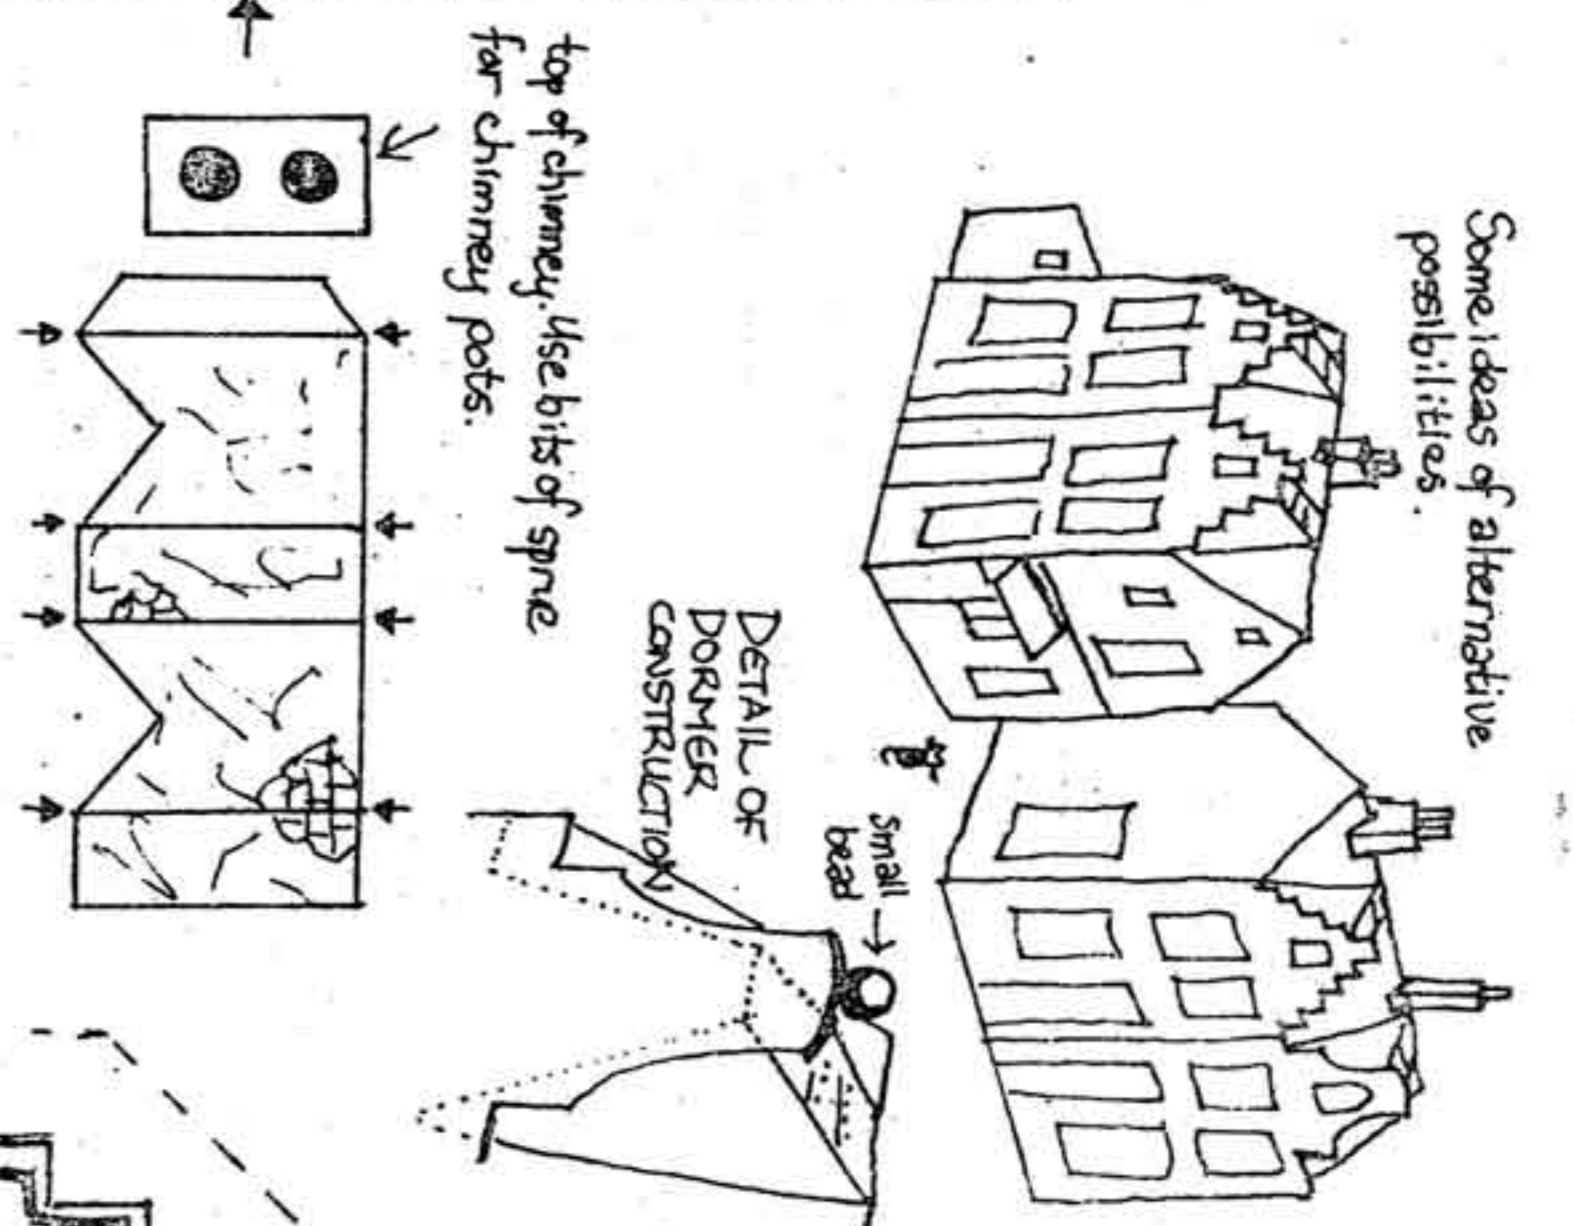 Some ideas of alternative
possibilities.
small
bead
DETAIL OF
DORMER
CONSTRUCTION
top of chimney. Use bits of sprue
for chimney pots.